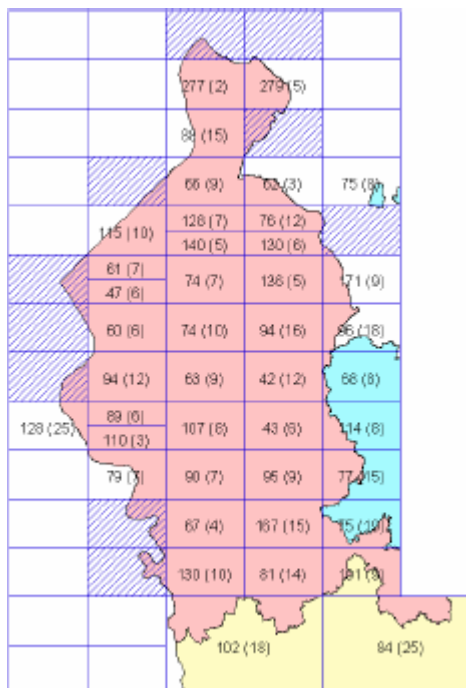 277 (2) 279 (5)
88 (15)
66 (9) 62 (3) 75 (8)
128 (7) 76 (12)
115 (10)
140 (5) 130 (6)
61 (7)
74 (7) 136 (5) 171 (9)
47 (6)
60 (6) 74 (10) 94 (16) 96 (18)
94 (12) 63 (9) 42 (12) 68 (8)
89 (6)
128 (25) 107 (8) 43 (6) 114 (8)
110 (3)
79 (7) 90 (7) 95 (9) 77 (15)
67 (4) 167 (15) 75 (19)
130 (10) 81 (14)
102 (18) 84 (25)